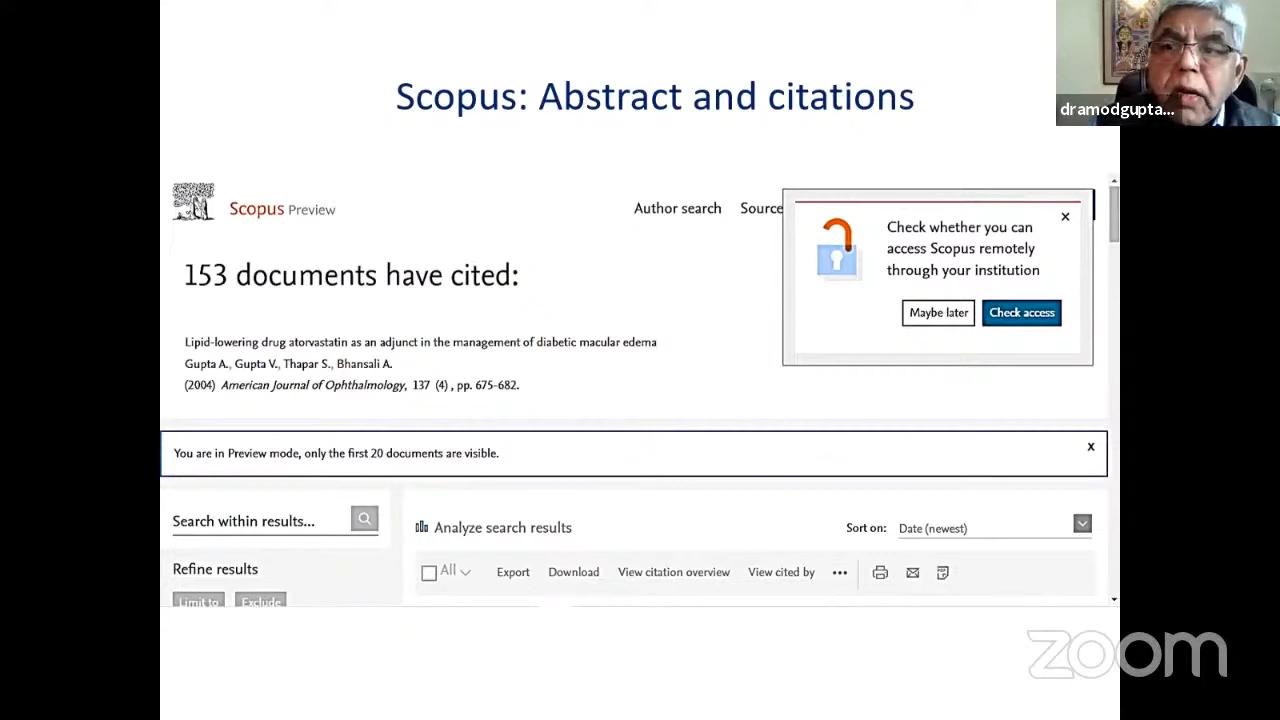 Scopus: Abstract and citations
dramodgupta...
Scopus Preview
Author search Source
Check whether you can
access Scopus remotely
through your institution
x
Maybe later Check access
153 documents have cited:
Lipid-lowering drug atorvastatin as an adjunct in the management of diabetic macular edema
Gupta A., Gupta V., Thapar S., Bhansali A.
(2004) American Journal of Ophthalmology, 137 (4) , pp. 675-682.
You are in Preview mode, only the first 20 documents are visible.
x
Search within results...
Refine results
Limit to Exclude
Analyze search results
Sort on: Date (newest)
All Export Download View citation overview View cited by •••
zoom